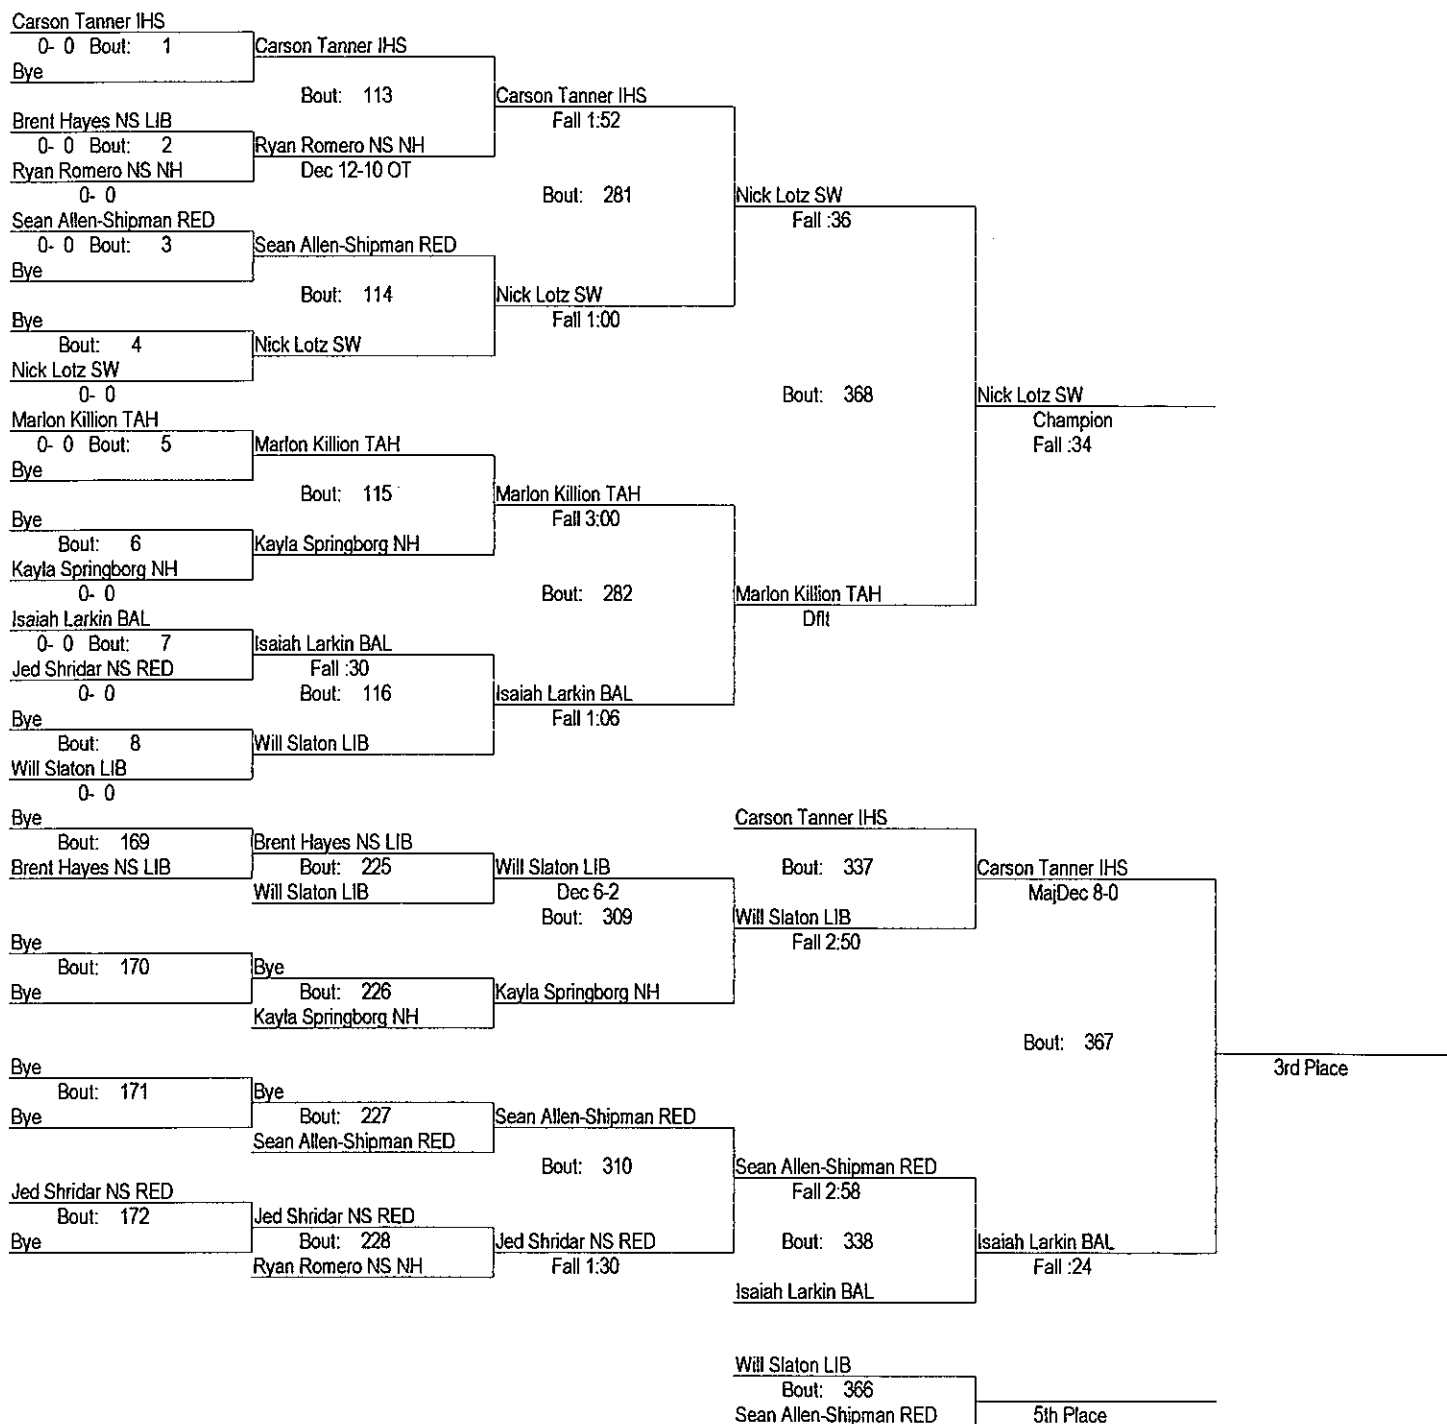 Carson Tanner IHS
0- 0 Bout: 1
Bye
Carson Tanner IHS
Bout: 113
Brent Hayes NS LIB
0- 0 Bout: 2
Ryan Romero NS NH
0- 0
Ryan Romero NS NH
Dec 12-10 OT
Carson Tanner IHS
Fall 1:52
Bout: 281
Sean Allen-Shipman RED
0- 0 Bout: 3
Bye
Sean Allen-Shipman RED
Bout: 114
Bye
Bout: 4
Nick Lotz SW
0- 0
Nick Lotz SW
Nick Lotz SW
Fall 1:00
Nick Lotz SW
Fall :36
Bout: 368
Nick Lotz SW
Champion
Fall :34
Marlon Killion TAH
0- 0 Bout: 5
Bye
Marlon Killion TAH
Bout: 115
Bye
Bout: 6
Kayla Springborg NH
0- 0
Kayla Springborg NH
Marlon Killion TAH
Fall 3:00
Bout: 282
Marlon Killion TAH
Dflt
Isaiah Larkin BAL
0- 0 Bout: 7
Jed Shridar NS RED
0- 0
Isaiah Larkin BAL
Fall :30
Bout: 116
Bye
Bout: 8
Will Slaton LIB
0- 0
Will Slaton LIB
Isaiah Larkin BAL
Fall 1:06
Bye
Bout: 169
Brent Hayes NS LIB
Brent Hayes NS LIB
Bout: 225
Will Slaton LIB
Will Slaton LIB
Dec 6-2
Bout: 309
Carson Tanner IHS
Bout: 337
Will Slaton LIB
Fall 2:50
Carson Tanner IHS
MajDec 8-0
Bye
Bout: 170
Bye
Bye
Bout: 226
Kayla Springborg NH
Kayla Springborg NH
Bout: 367
3rd Place
Bye
Bout: 171
Bye
Bye
Bout: 227
Sean Allen-Shipman RED
Sean Allen-Shipman RED
Bout: 310
Sean Allen-Shipman RED
Fall 2:58
Bout: 338
Isaiah Larkin BAL
Isaiah Larkin BAL
Fall :24
Jed Shridar NS RED
Bout: 172
Bye
Jed Shridar NS RED
Bout: 228
Ryan Romero NS NH
Jed Shridar NS RED
Fall 1:30
Will Slaton LIB
Bout: 366
Sean Allen-Shipman RED
5th Place